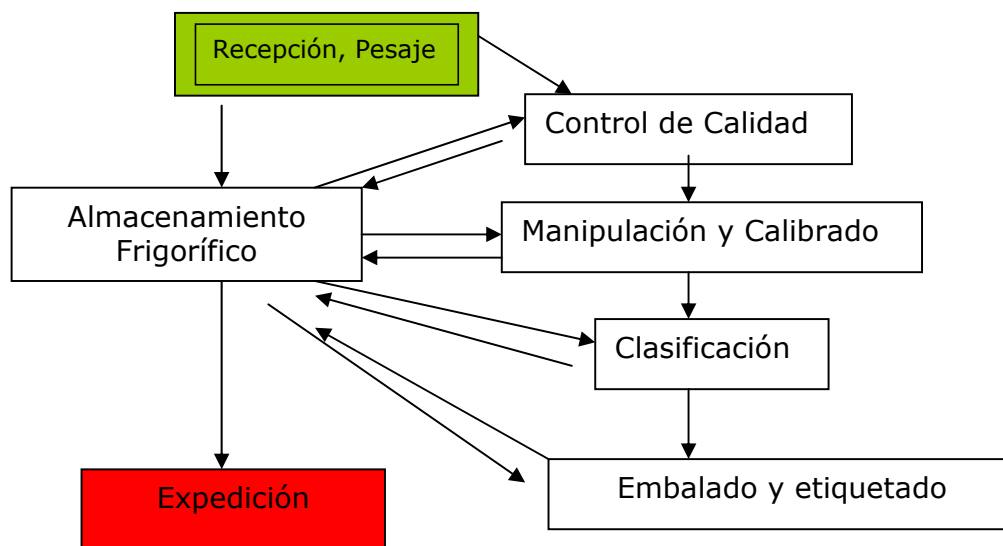 Recepción, Pesaje
Control de Calidad
Almacenamiento
Frigorífico
Manipulación y Calibrado
Clasificación
Embalado y etiquetado
Expedición